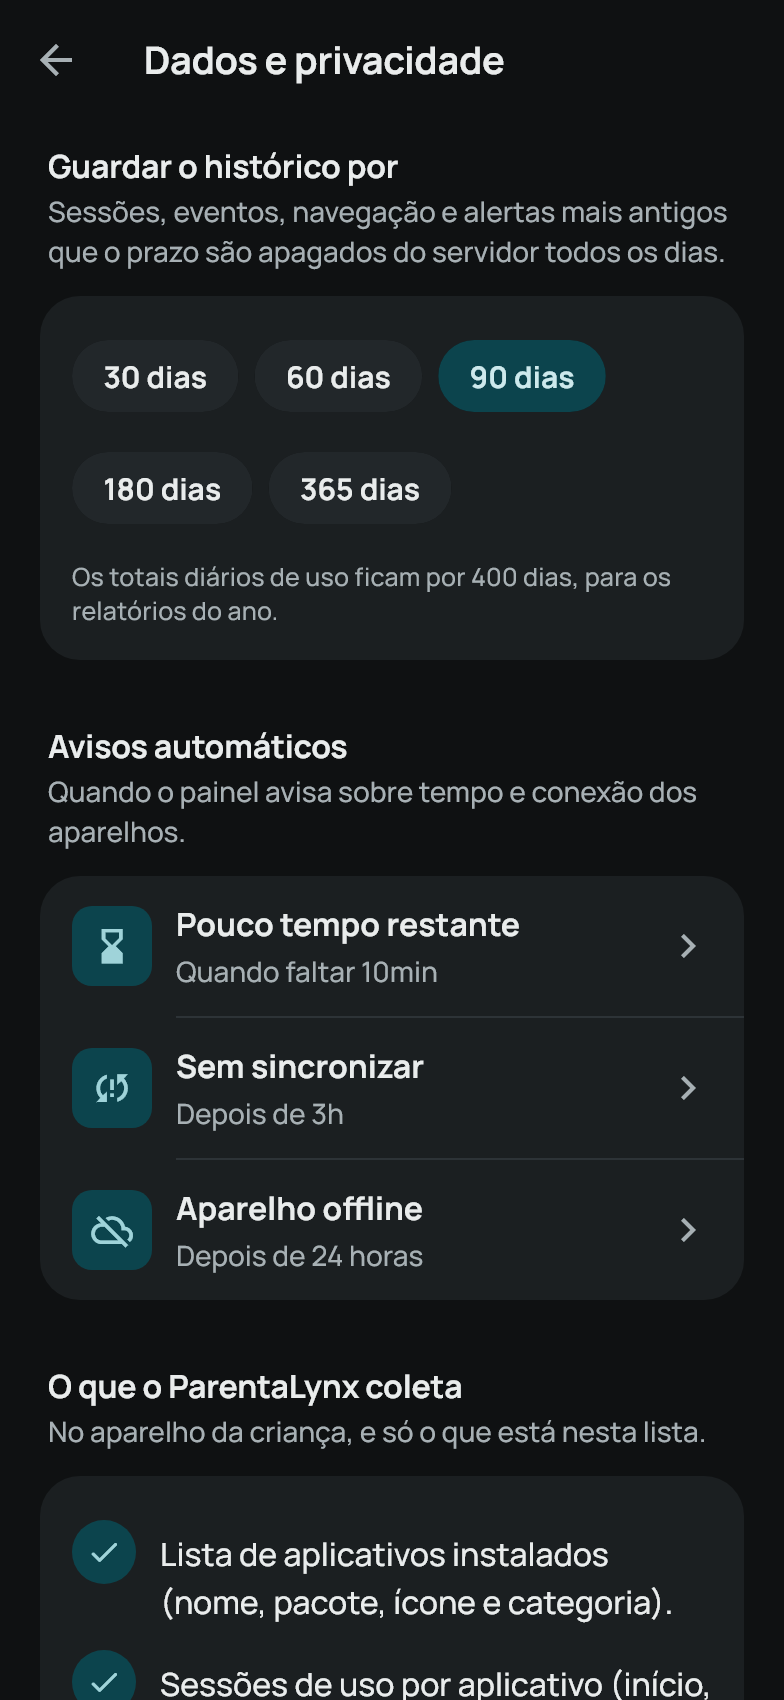 Dados e privacidade
Guardar o histórico por
Sessões, eventos, navegação e alertas mais antigos
que o prazo são apagados do servidor todos os dias.
30 dias
60 dias
90 dias
180 dias
365 dias
Os totais diários de uso ficam por 400 dias, para os
relatórios do ano.
Avisos automáticos
Quando o painel avisa sobre tempo e conexão dos
aparelhos.
Pouco tempo restante
Quando faltar 10min
Sem sincronizar
Depois de 3h
Aparelho offline
Depois de 24 horas
O que o ParentaLynx coleta
No aparelho da criança, e só o que está nesta lista.
Lista de aplicativos instalados
(nome, pacote, ícone e categoria).
Sessões de uso por aplicativo (início,